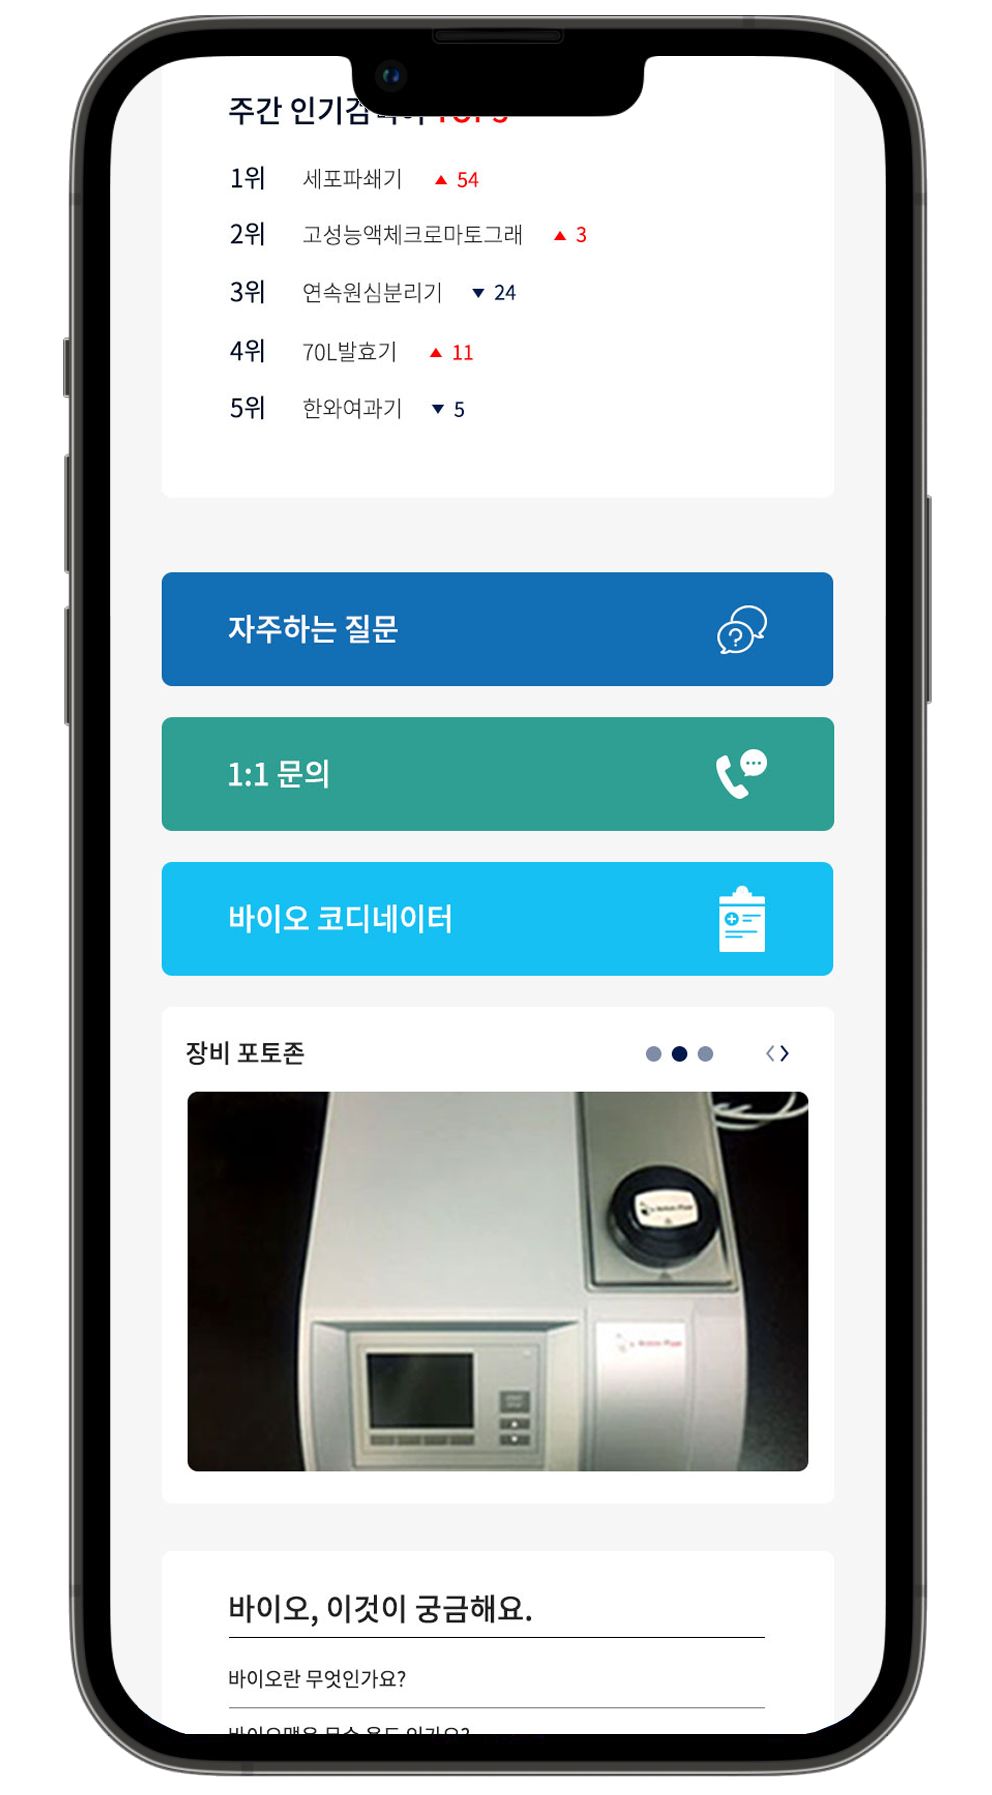 주간 인기검색어 TOP 5
1위 세포파쇄기 ▲ 54
2위 고성능액체크로마토그래 ▲ 3
3위 연속원심분리기 ▼ 24
4위 70L발효기 ▲ 11
5위 한와여과기 ▼ 5
자주하는 질문
1:1 문의
바이오 코디네이터
장비 포토존
바이오, 이것이 궁금해요.
바이오란 무엇인가요?